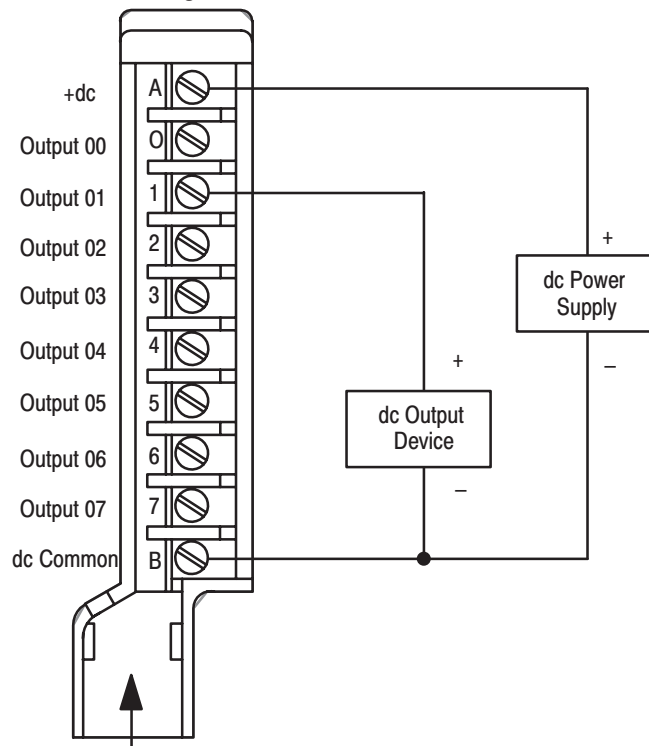 +dc A
Output 00 O
Output 01 1
Output 02 2
Output 03 3
Output 04 4
Output 05 5
Output 06 6
Output 07 7
dc Common B
+
dc Power
Supply
–
+
dc Output
Device
–